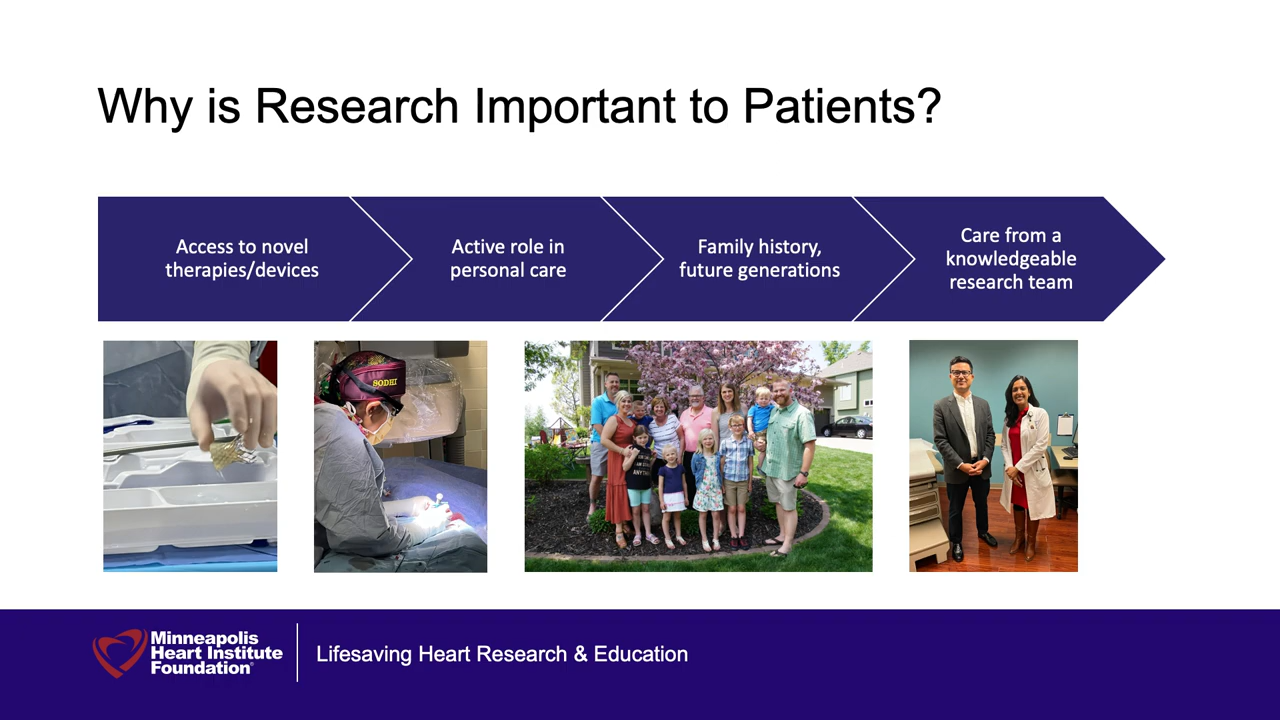 Why is Research Important to Patients?
Access to novel
therapies/devices
Active role in
personal care
Family history,
future generations
Care from a
knowledgeable
research team
SODHI
Minneapolis
Heart Institute
Foundation®
Lifesaving Heart Research & Education